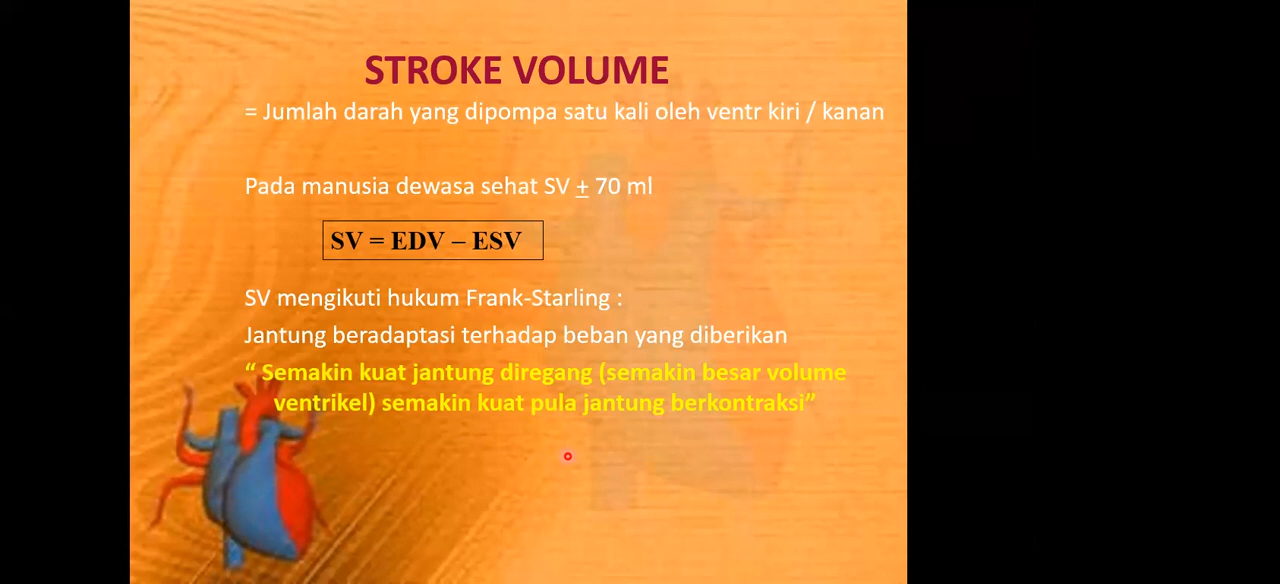 STROKE VOLUME
= Jumlah darah yang dipompa satu kali oleh ventr kiri / kanan
Pada manusia dewasa sehat SV ± 70 ml
SV = EDV – ESV
SV mengikuti hukum Frank-Starling :
Jantung beradaptasi terhadap beban yang diberikan
“ Semakin kuat jantung diregang (semakin besar volume
ventrikel) semakin kuat pula jantung berkontraksi”